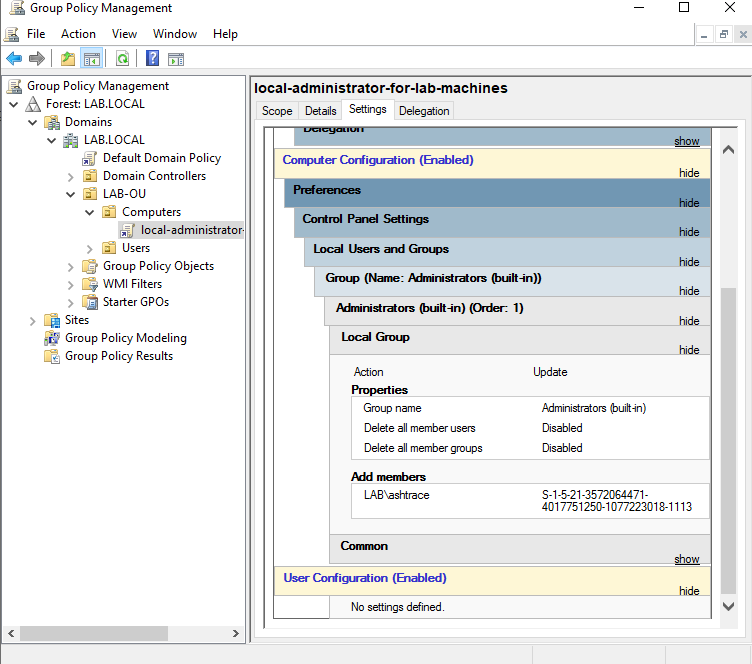 Group Policy Management
File Action View Window Help
Group Policy Management
Forest: LAB.LOCAL
Domains
LAB.LOCAL
Default Domain Policy
Domain Controllers
LAB-OU
Computers
local-administrator-
Users
Group Policy Objects
WMI Filters
Starter GPOs
Sites
Group Policy Modeling
Group Policy Results
local-administrator-for-lab-machines
Scope Details Settings Delegation
Delegation
show
Computer Configuration (Enabled)
hide
Preferences
hide
Control Panel Settings
hide
Local Users and Groups
hide
Group (Name: Administrators (built-in))
hide
Administrators (built-in) (Order: 1)
hide
Local Group
hide
Action Update
Properties
Group name Administrators (built-in)
Delete all member users Disabled
Delete all member groups Disabled
Add members
LAB\ashtrace S-1-5-21-3572064471-
4017751250-1077223018-1113
Common
show
User Configuration (Enabled)
hide
No settings defined.